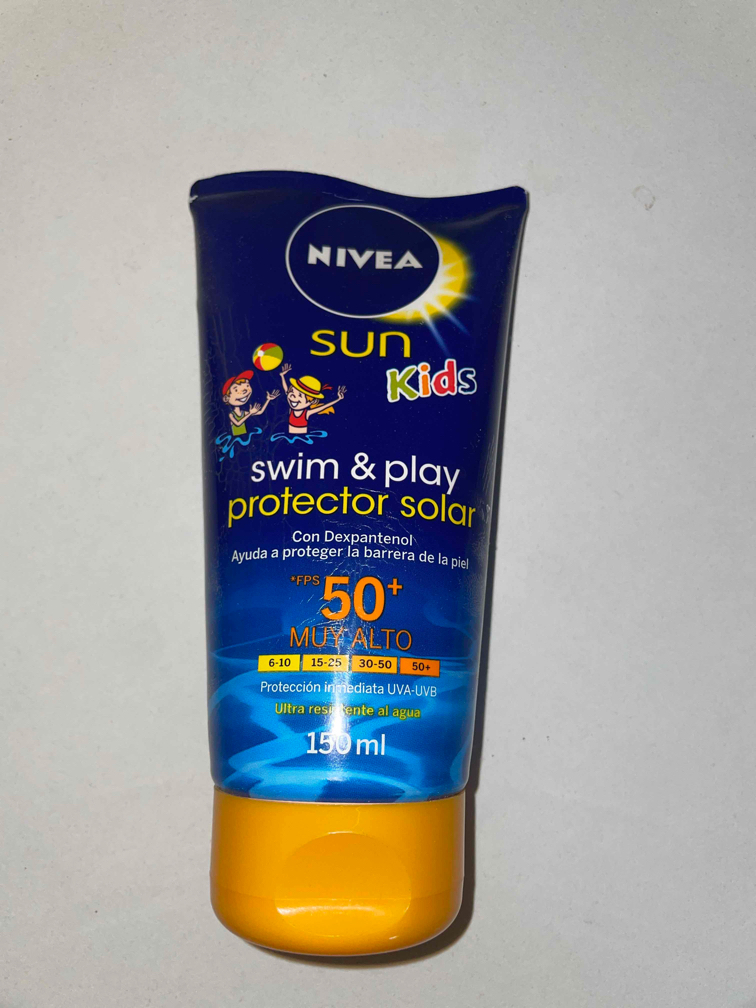 NIVEA
sun
Kids
swim & play
protector solar
Con Dexpantenol
Ayuda a proteger la barrera de la piel
*FPS 50+
MUY ALTO
6-10 15-25 30-50 50+
Protección inmediata UVA-UVB
Ultra resistente al agua
150 ml